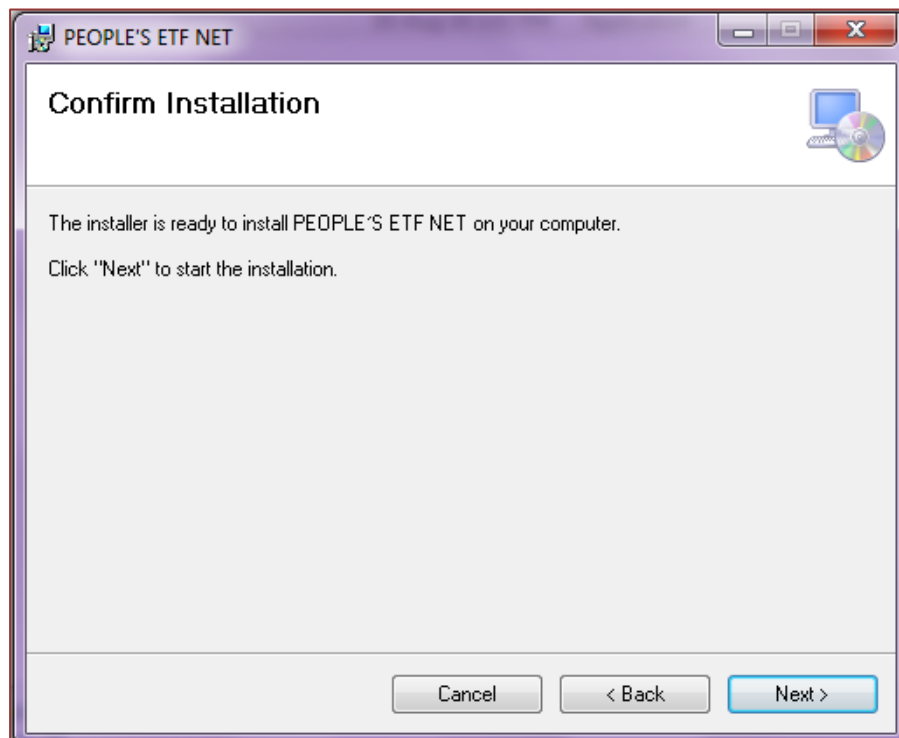 PEOPLE'S ETF NET
Confirm Installation
The installer is ready to install PEOPLE'S ETF NET on your computer.
Click "Next" to start the installation.
Cancel
< Back
Next >